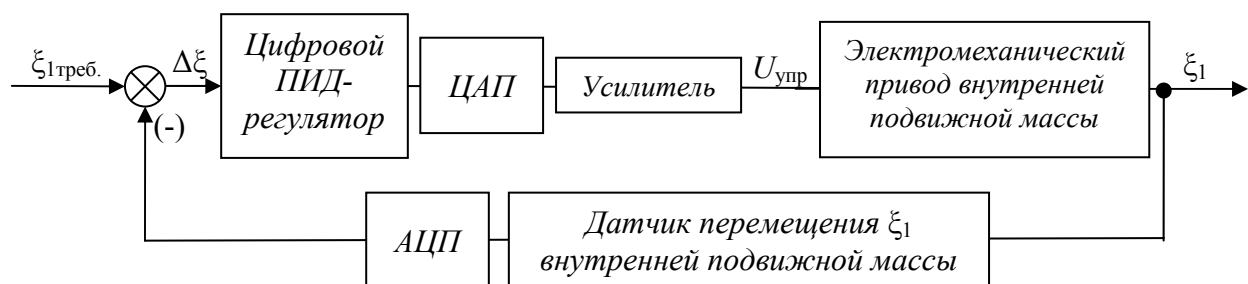 ξ1треб.
Δξ
(-)
Цифровой
ПИД-
регулятор
ЦАП
Усилитель
Uупр
Электромеханический
привод внутренней
подвижной массы
ξ1
АЦП
Датчик перемещения ξ1
внутренней подвижной массы